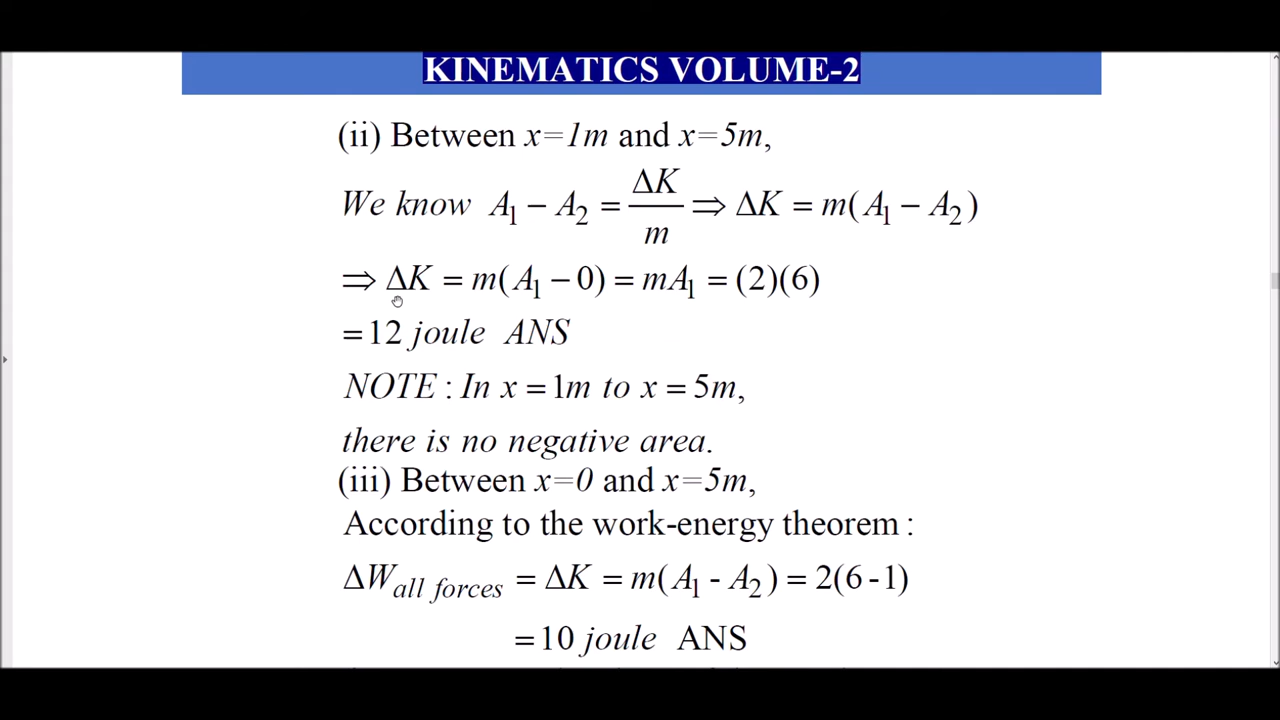 KINEMATICS VOLUME-2
(ii) Between x=1m and x=5m,
We know A₁ − A₂ = ΔK/m ⇒ ΔK = m(A₁ − A₂)
⇒ ΔK = m(A₁ − 0) = mA₁ = (2)(6)
= 12 joule ANS
NOTE : In x = 1m to x = 5m,
there is no negative area.
(iii) Between x=0 and x=5m,
According to the work-energy theorem :
ΔW all forces = ΔK = m(A₁ - A₂) = 2(6 -1)
= 10 joule ANS